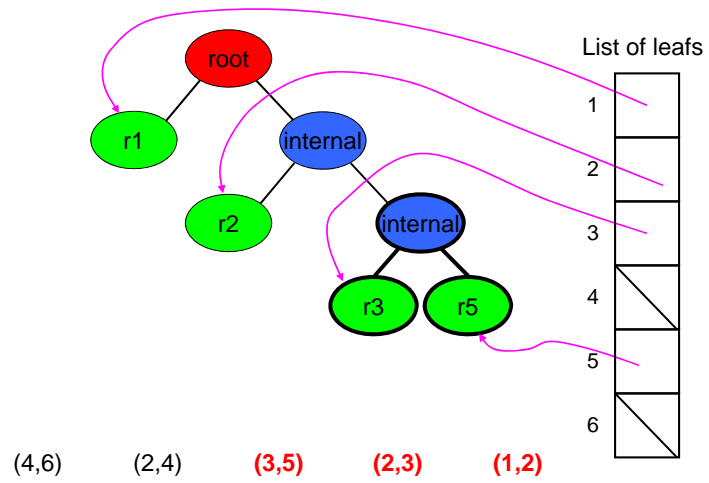 List of leafs
root
1
r1
internal
2
r2
internal
3
r3
r5
4
5
6
(4,6) (2,4) (3,5) (2,3) (1,2)